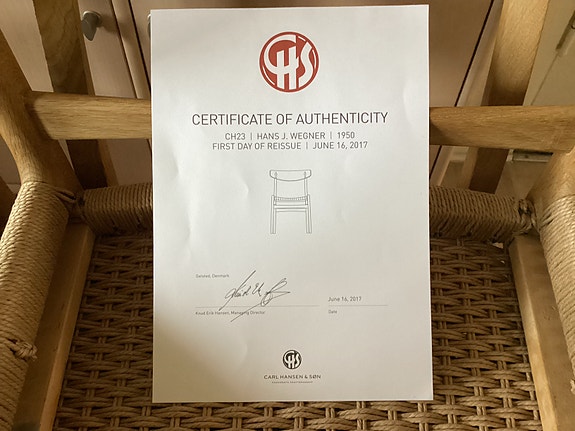 CHS
CERTIFICATE OF AUTHENTICITY
CH23 | HANS J. WEGNER | 1950
FIRST DAY OF REISSUE | JUNE 16, 2017
Gelsted, Denmark
June 16, 2017
Knud Erik Hansen, Managing Director
Date
CHS
CARL HANSEN & SØN